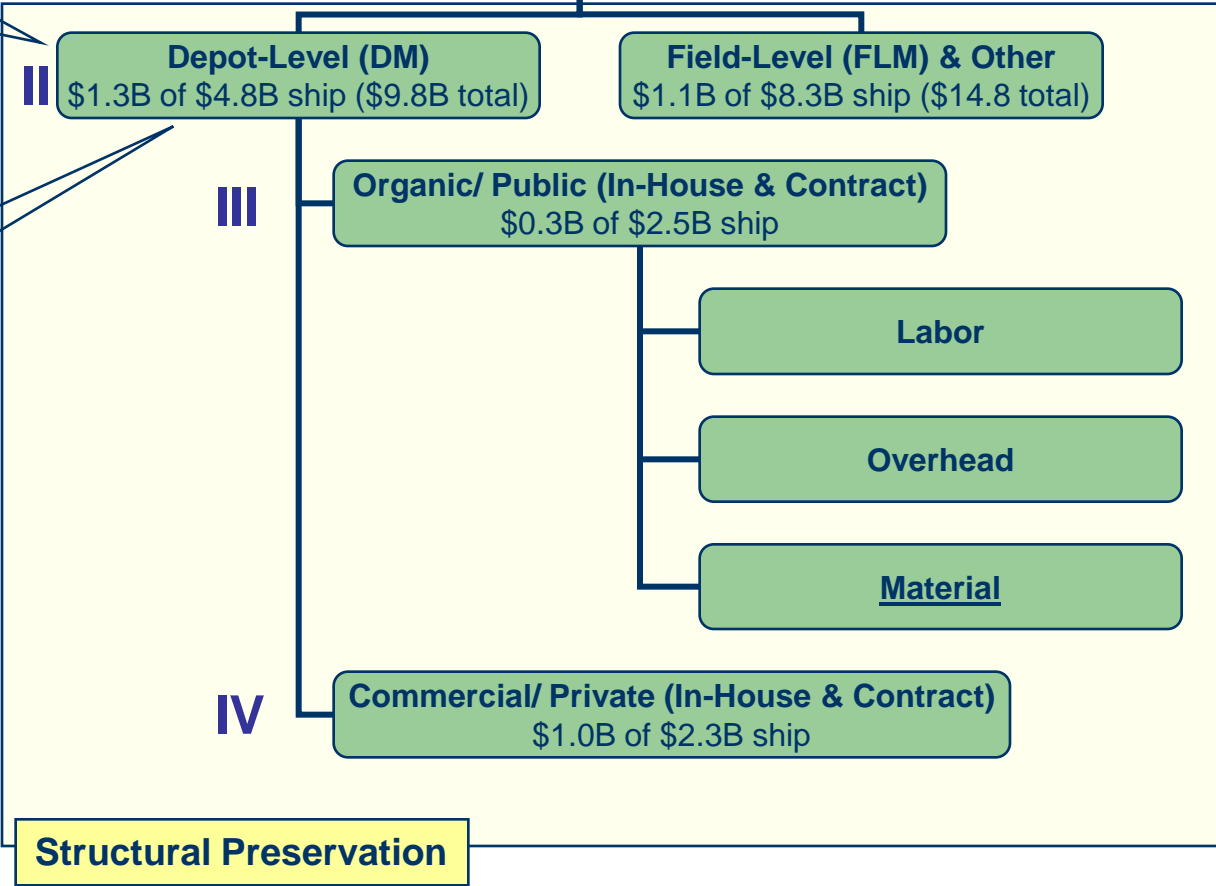 Depot-Level (DM)
$1.3B of $4.8B ship ($9.8B total)
Field-Level (FLM) & Other
$1.1B of $8.3B ship ($14.8 total)
II
III
Organic/ Public (In-House & Contract)
$0.3B of $2.5B ship
Labor
Overhead
Material
IV
Commercial/ Private (In-House & Contract)
$1.0B of $2.3B ship
Structural Preservation